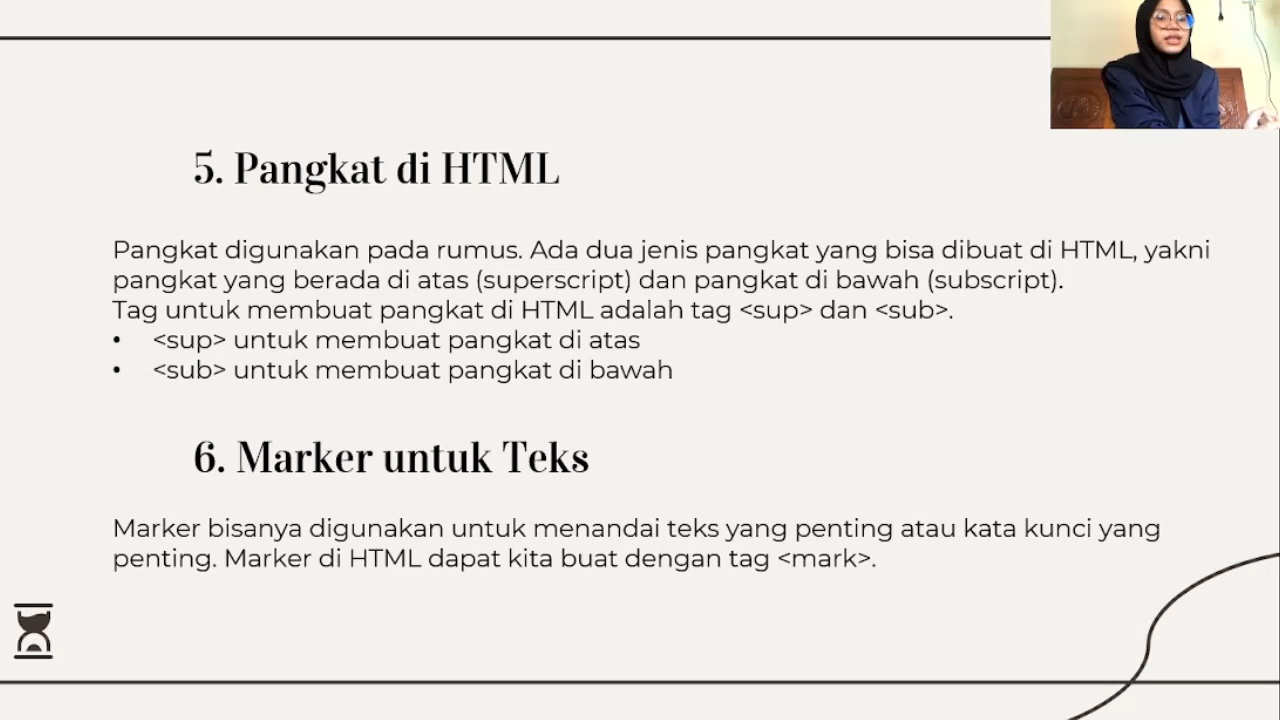 5. Pangkat di HTML
Pangkat digunakan pada rumus. Ada dua jenis pangkat yang bisa dibuat di HTML, yakni
pangkat yang berada di atas (superscript) dan pangkat di bawah (subscript).
Tag untuk membuat pangkat di HTML adalah tag <sup> dan <sub>.
• <sup> untuk membuat pangkat di atas
• <sub> untuk membuat pangkat di bawah
6. Marker untuk Teks
Marker bisanya digunakan untuk menandai teks yang penting atau kata kunci yang
penting. Marker di HTML dapat kita buat dengan tag <mark>.